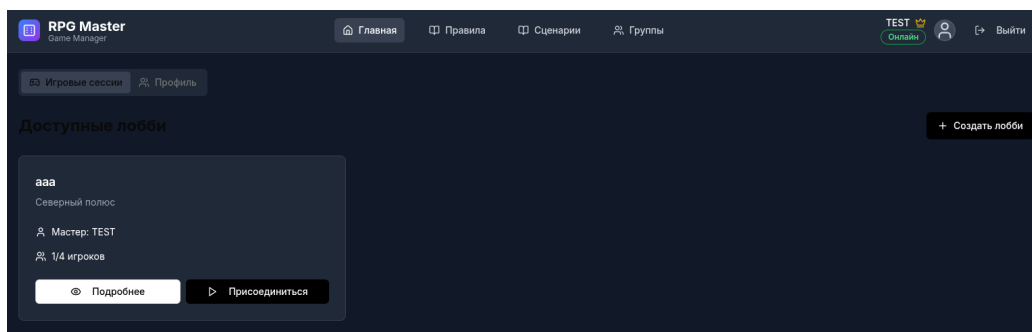 RPG Master
Game Manager
Главная
Правила
Сценарии
Группы
TEST
Онлайн
Выйти
Игровые сессии
Профиль
Доступные лобби
+ Создать лобби
aaa
Северный полюс
Мастер: TEST
1/4 игроков
Подробнее
Присоединиться